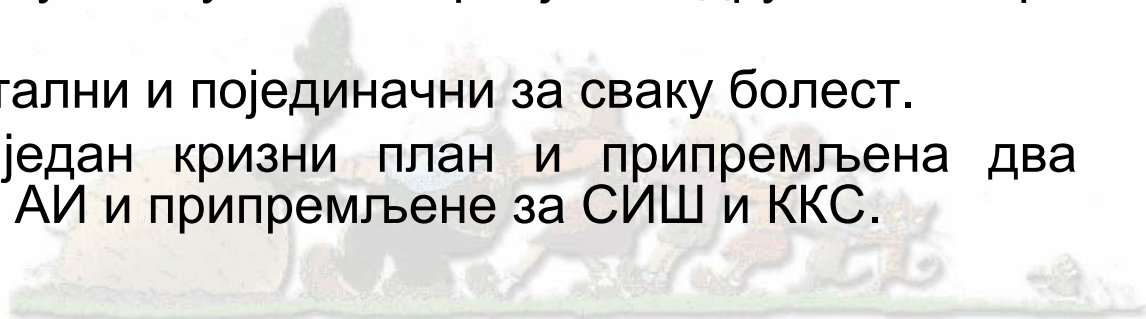 тални и појединачни за сваку болест.
један кризни план и припремљена два
АИ и припремљене за СИШ и ККС.